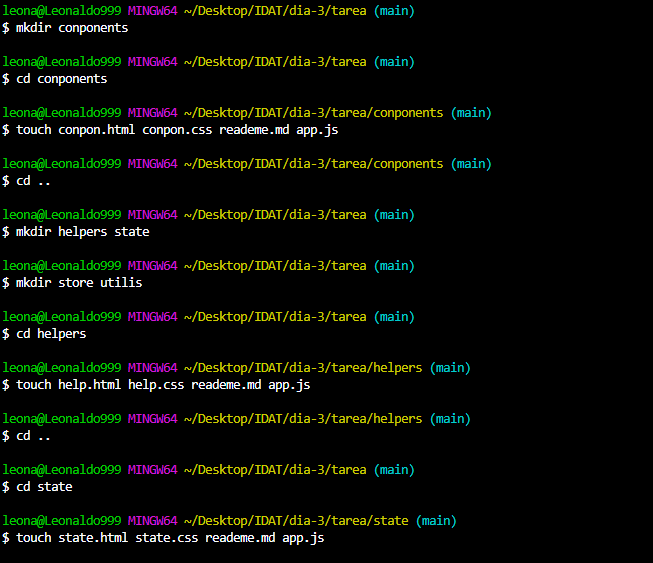 leona@Leonaldo999 MINGW64 ~/Desktop/IDAT/dia-3/tarea (main)
$ mkdir conponents
leona@Leonaldo999 MINGW64 ~/Desktop/IDAT/dia-3/tarea (main)
$ cd conponents
leona@Leonaldo999 MINGW64 ~/Desktop/IDAT/dia-3/tarea/conponents (main)
$ touch conpon.html conpon.css reademe.md app.js
leona@Leonaldo999 MINGW64 ~/Desktop/IDAT/dia-3/tarea/conponents (main)
$ cd ..
leona@Leonaldo999 MINGW64 ~/Desktop/IDAT/dia-3/tarea (main)
$ mkdir helpers state
leona@Leonaldo999 MINGW64 ~/Desktop/IDAT/dia-3/tarea (main)
$ mkdir store utilis
leona@Leonaldo999 MINGW64 ~/Desktop/IDAT/dia-3/tarea (main)
$ cd helpers
leona@Leonaldo999 MINGW64 ~/Desktop/IDAT/dia-3/tarea/helpers (main)
$ touch help.html help.css reademe.md app.js
leona@Leonaldo999 MINGW64 ~/Desktop/IDAT/dia-3/tarea/helpers (main)
$ cd ..
leona@Leonaldo999 MINGW64 ~/Desktop/IDAT/dia-3/tarea (main)
$ cd state
leona@Leonaldo999 MINGW64 ~/Desktop/IDAT/dia-3/tarea/state (main)
$ touch state.html state.css reademe.md app.js